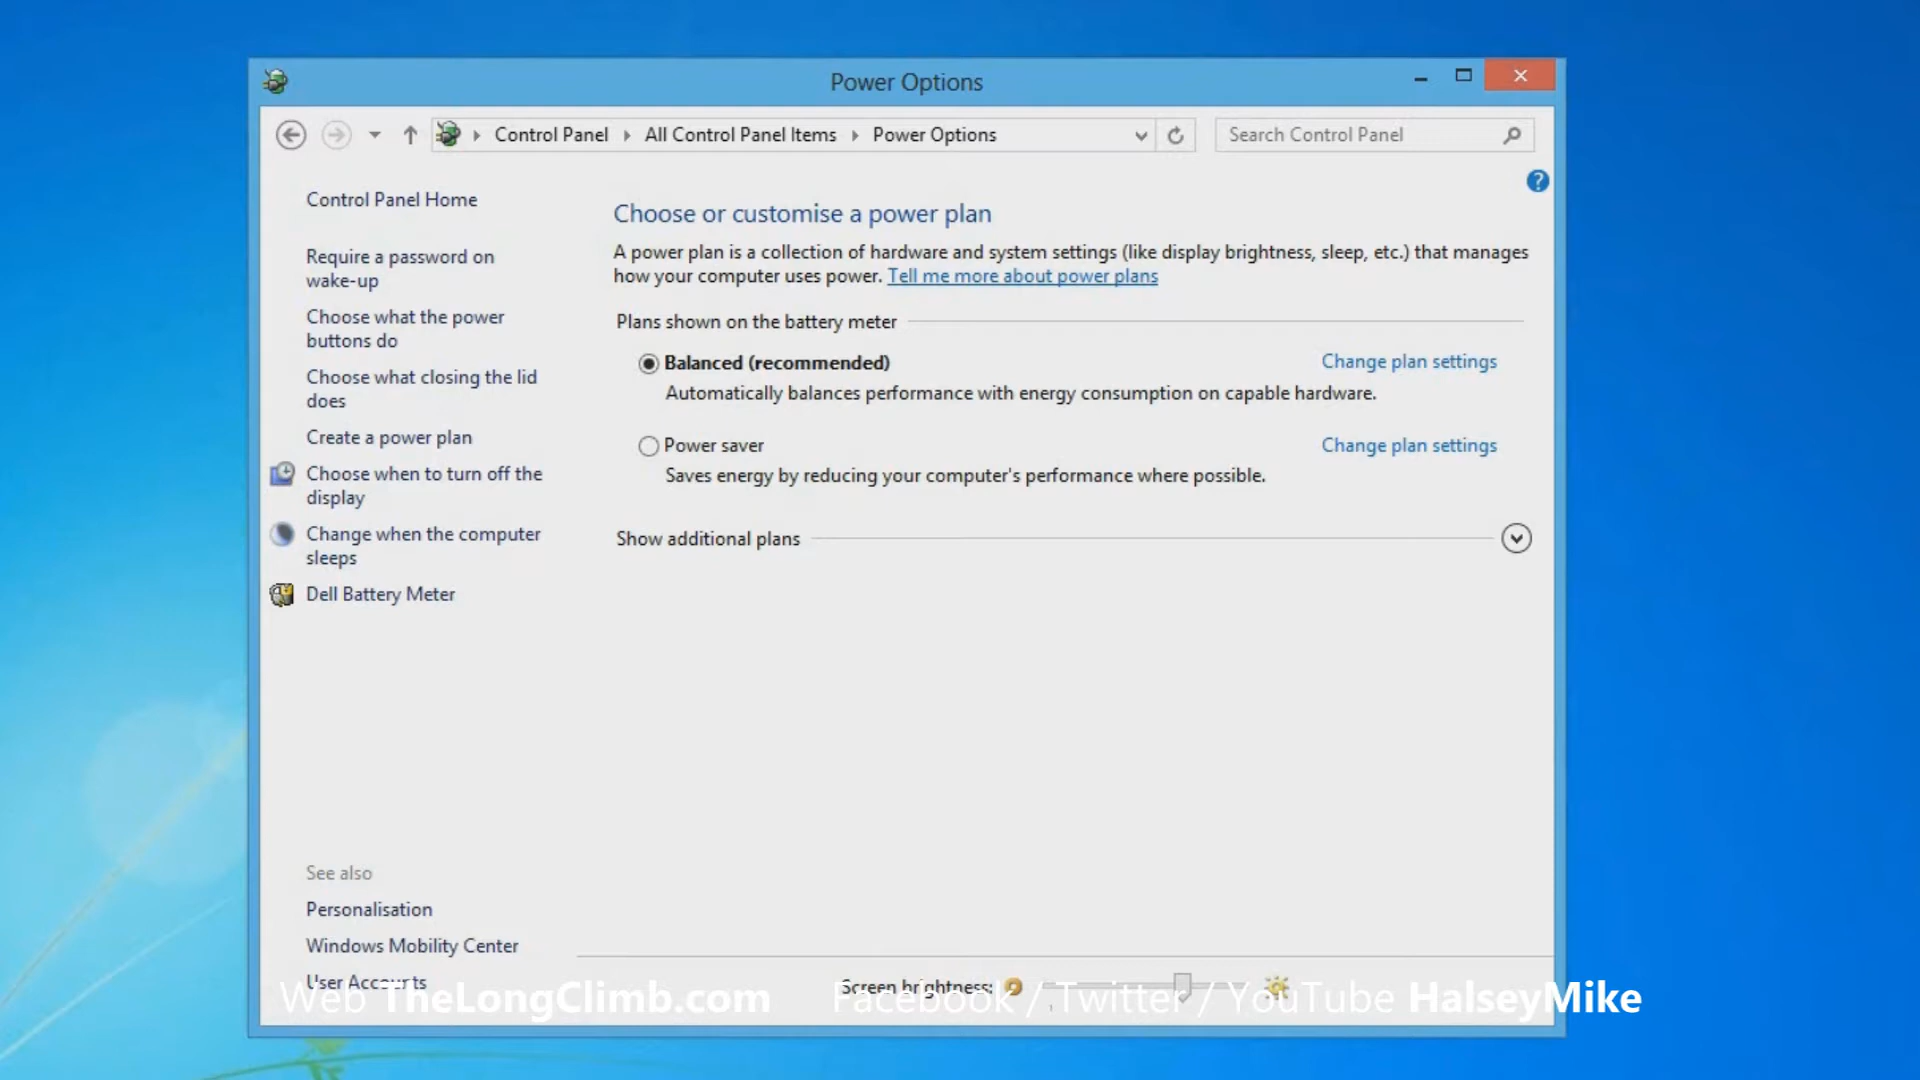 Power Options
Control Panel
All Control Panel Items
Power Options
Search Control Panel
?
Control Panel Home
Require a password on
wake-up
Choose what the power
buttons do
Choose what closing the lid
does
Create a power plan
Choose when to turn off the
display
Change when the computer
sleeps
Dell Battery Meter
Choose or customise a power plan
A power plan is a collection of hardware and system settings (like display brightness, sleep, etc.) that manages
how your computer uses power. Tell me more about power plans
Plans shown on the battery meter
Balanced (recommended)
Change plan settings
Automatically balances performance with energy consumption on capable hardware.
Power saver
Change plan settings
Saves energy by reducing your computer's performance where possible.
Show additional plans
See also
Personalisation
Windows Mobility Center
User Accounts
Screen brightness:
Web TheLongClimb.com
Facebook / Twitter / YouTube HalseyMike